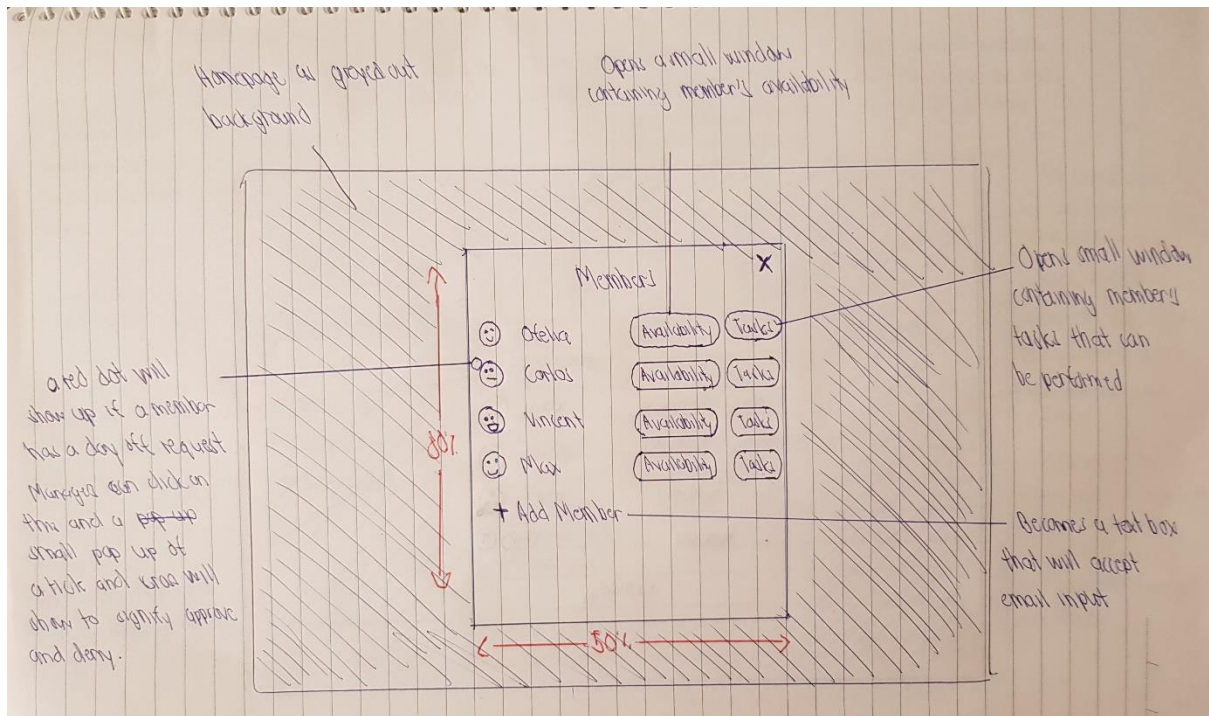 Homepage as greyed out
background
Opens a small window
containing member's availability
Members X
Ofelia Availability Tasks
Carlos Availability Tasks
Vincent Availability Tasks
Max Availability Tasks
+ Add Member
80%
50%
Opens small window
containing member's
tasks that can
be performed
Becomes a text box
that will accept
email input
a red dot will
show up if a member
has a day off request
Manager can click on
this and a pop up
small pop up of
a tick and cross will
show to signify approve
and deny.